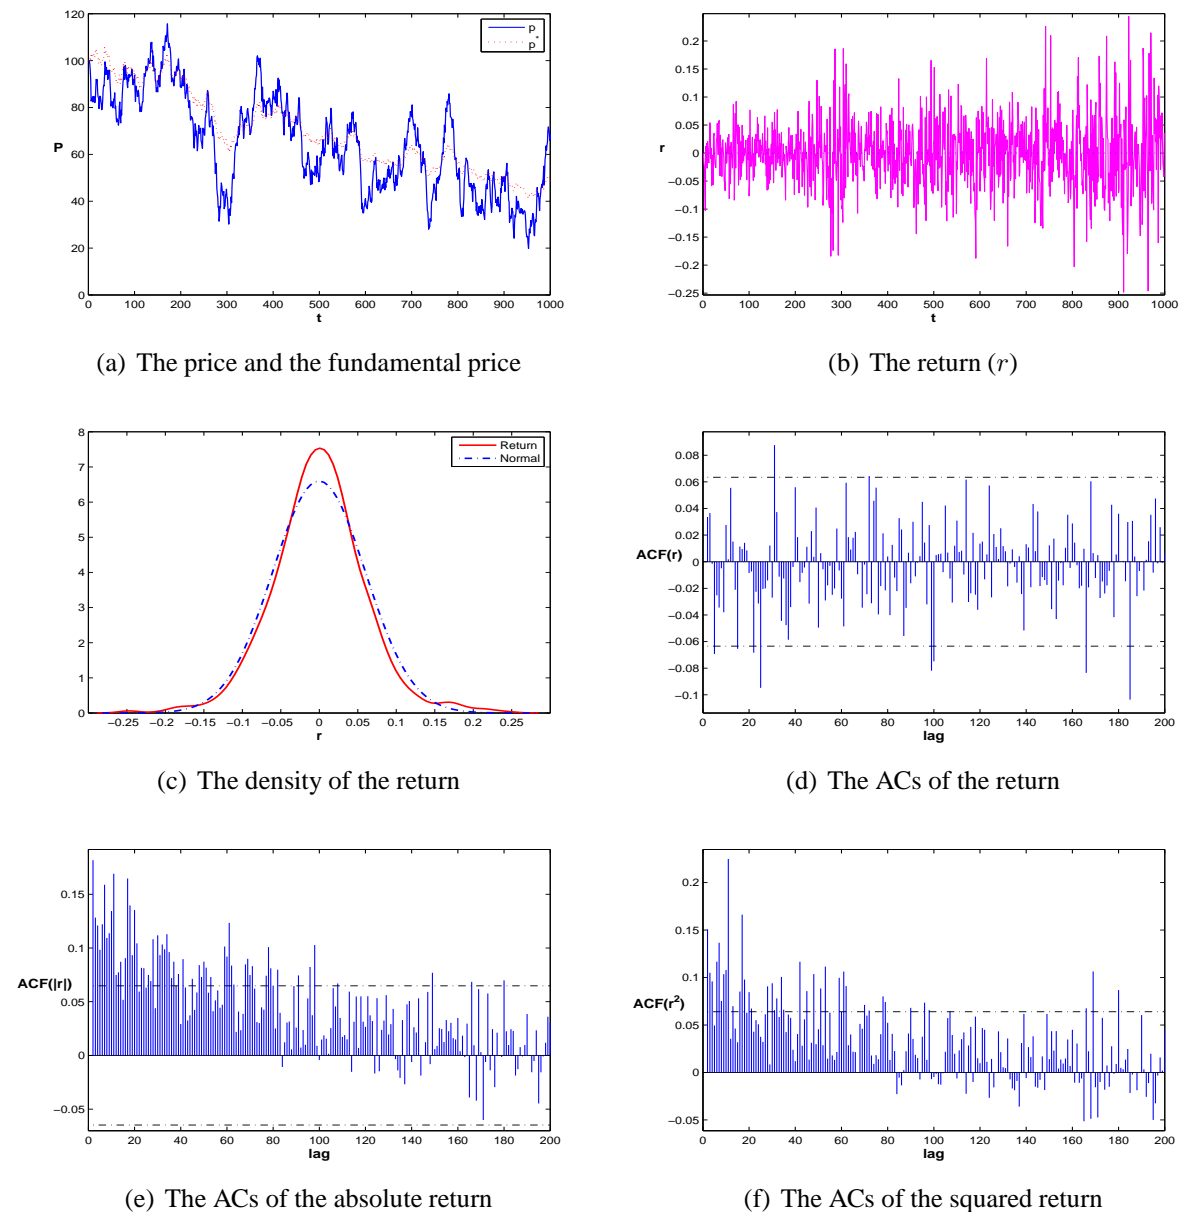 120
100
80
60
40
20
0
P
p
p*
0 100 200 300 400 500 600 700 800 900 1000
t
(a) The price and the fundamental price
0.2
0.15
0.1
0.05
0
−0.05
−0.1
−0.15
−0.2
−0.25
r
0 100 200 300 400 500 600 700 800 900 1000
t
(b) The return (r)
8
7
6
5
4
3
2
1
0
Return
Normal
−0.25 −0.2 −0.15 −0.1 −0.05 0 0.05 0.1 0.15 0.2 0.25
r
(c) The density of the return
0.08
0.06
0.04
0.02
0
−0.02
−0.04
−0.06
−0.08
−0.1
ACF(r)
0 20 40 60 80 100 120 140 160 180 200
lag
(d) The ACs of the return
0.15
0.1
0.05
0
−0.05
ACF(|r|)
0 20 40 60 80 100 120 140 160 180 200
lag
(e) The ACs of the absolute return
0.2
0.15
0.1
0.05
0
−0.05
ACF(r²)
0 20 40 60 80 100 120 140 160 180 200
lag
(f) The ACs of the squared return